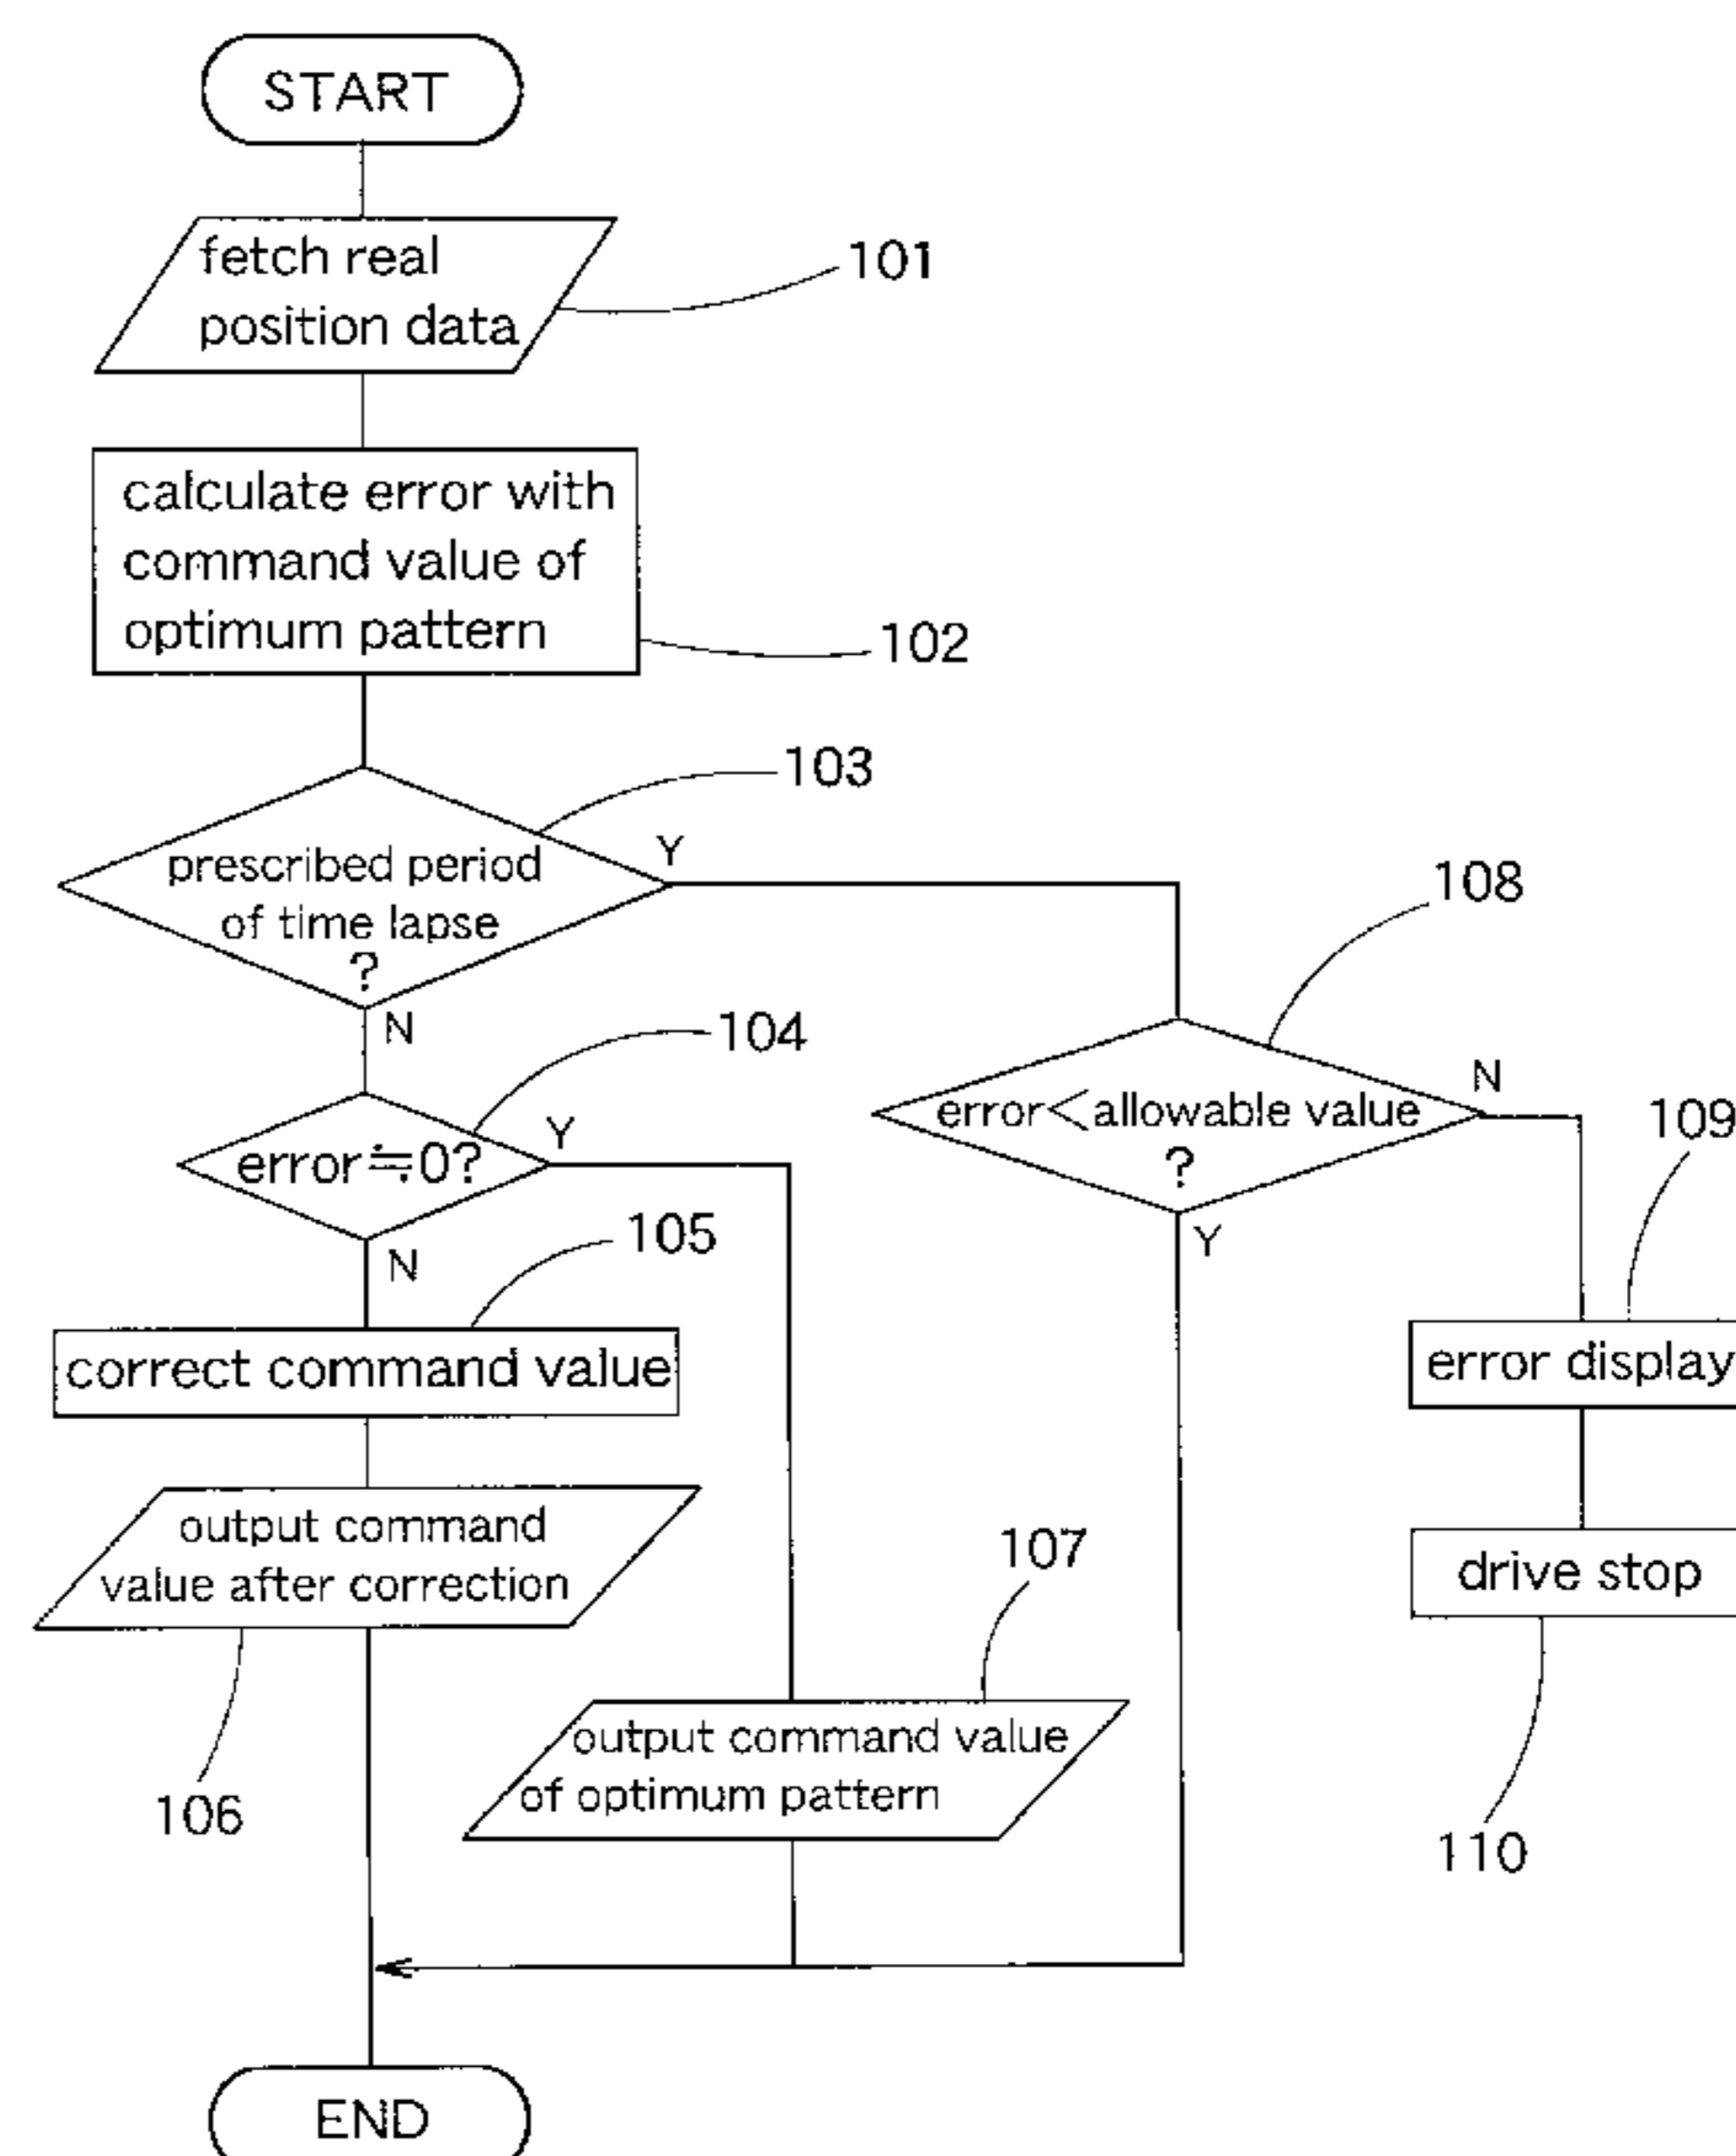 START
fetch real
position data
101
calculate error with
command value of
optimum pattern
102
103
prescribed period
of time lapse
?
Y
N
104
error≒0?
Y
N
105
correct command value
output command
value after correction
106
107
output command value
of optimum pattern
108
error<allowable value
?
N
Y
109
error display
drive stop
110
END